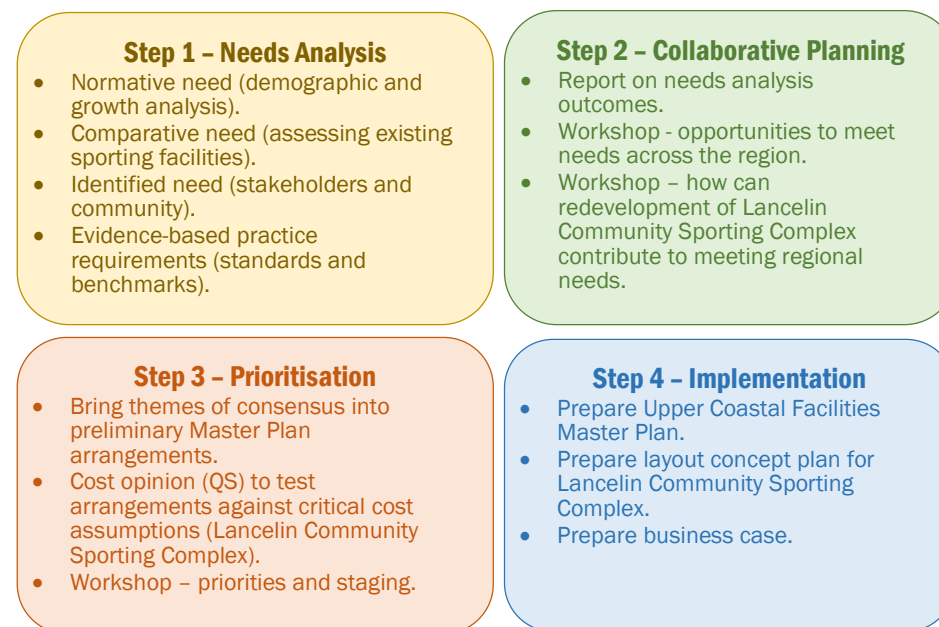 Step 1 – Needs Analysis
• Normative need (demographic and
growth analysis).
• Comparative need (assessing existing
sporting facilities).
• Identified need (stakeholders and
community).
• Evidence-based practice
requirements (standards and
benchmarks).
Step 2 – Collaborative Planning
• Report on needs analysis
outcomes.
• Workshop - opportunities to meet
needs across the region.
• Workshop – how can
redevelopment of Lancelin
Community Sporting Complex
contribute to meeting regional
needs.
Step 3 – Prioritisation
• Bring themes of consensus into
preliminary Master Plan
arrangements.
• Cost opinion (QS) to test
arrangements against critical cost
assumptions (Lancelin Community
Sporting Complex).
• Workshop – priorities and staging.
Step 4 – Implementation
• Prepare Upper Coastal Facilities
Master Plan.
• Prepare layout concept plan for
Lancelin Community Sporting
Complex.
• Prepare business case.